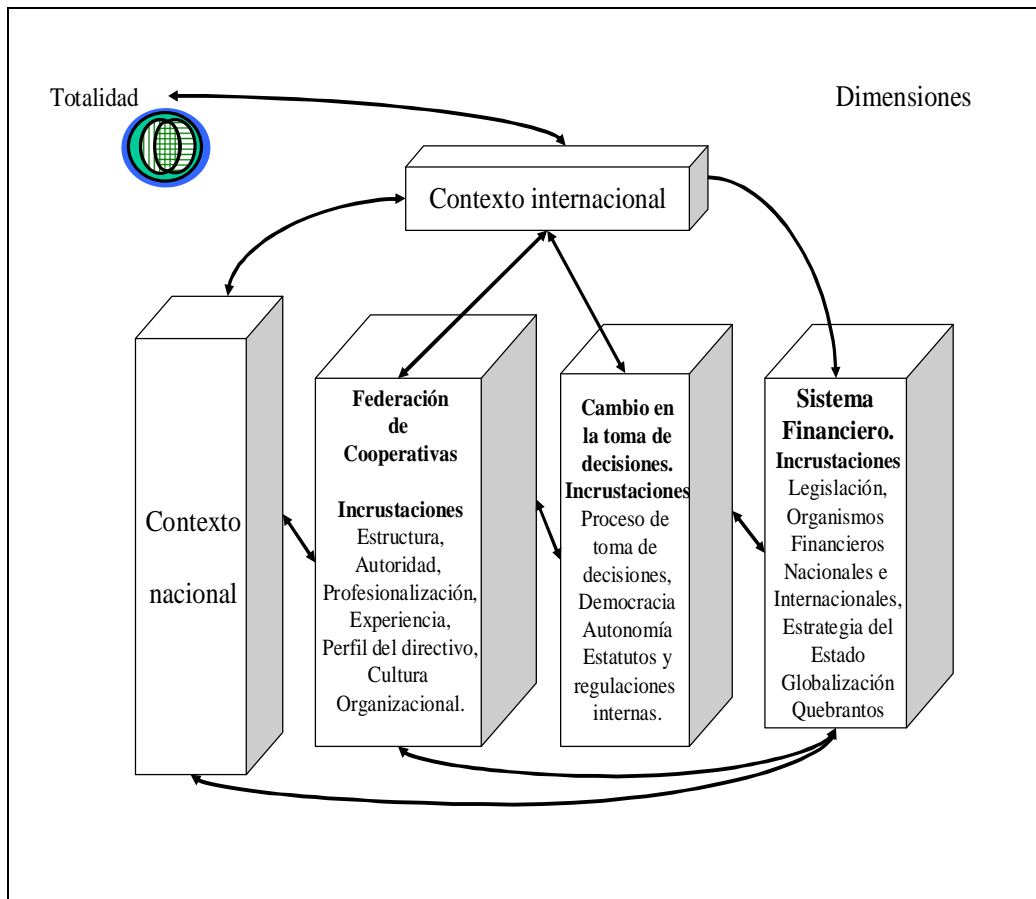 Totalidad
Dimensiones
Contexto internacional
Contexto
nacional
Federación
de
Cooperativas
Incrustaciones
Estructura,
Autoridad,
Profesionalización,
Experiencia,
Perfil del directivo,
Cultura
Organizacional.
Cambio en
la toma de
decisiones.
Incrustaciones
Proceso de
toma de
decisiones,
Democracia
Autonomía
Estatutos y
regulaciones
internas.
Sistema
Financiero.
Incrustaciones
Legislación,
Organismos
Financieros
Nacionales e
Internacionales,
Estrategia del
Estado
Globalización
Quebrantos